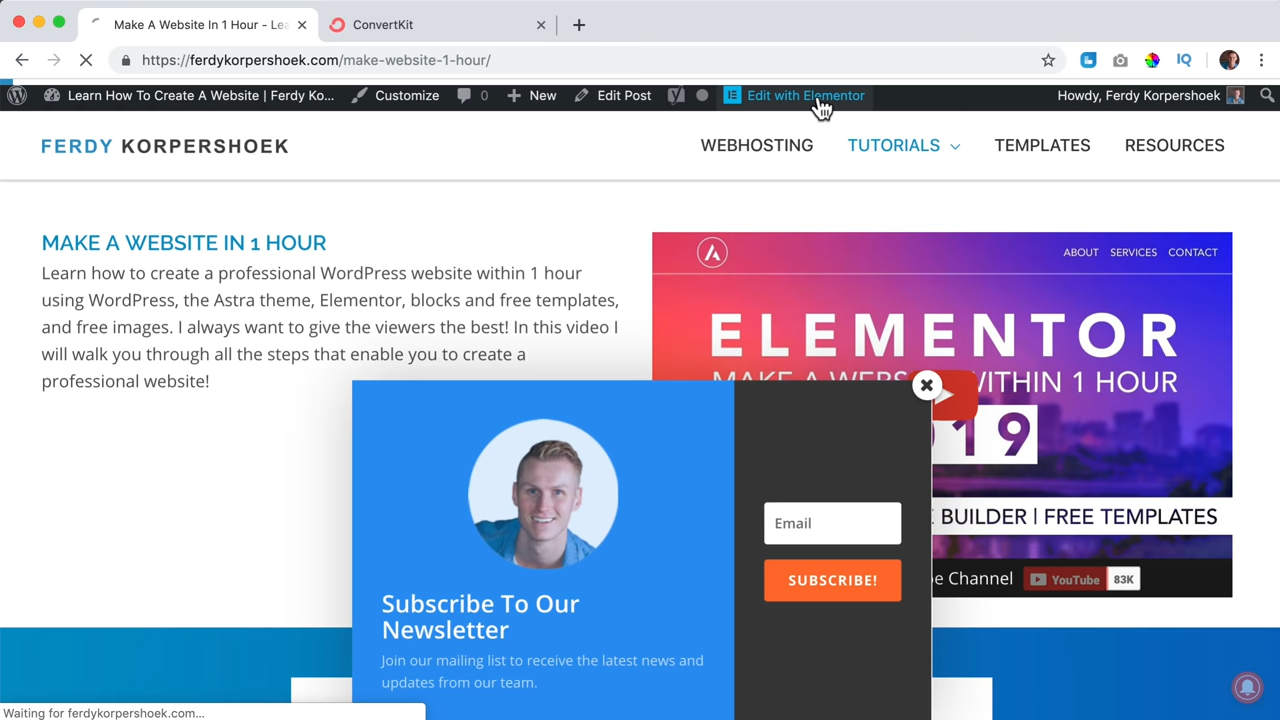 Make A Website In 1 Hour - Lea
ConvertKit
https://ferdykorpershoek.com/make-website-1-hour/
IQ
Learn How To Create A Website | Ferdy Ko...
Customize
0
New
Edit Post
Edit with Elementor
Howdy, Ferdy Korpershoek
FERDY KORPERSHOEK
WEBHOSTING
TUTORIALS
TEMPLATES
RESOURCES
MAKE A WEBSITE IN 1 HOUR
Learn how to create a professional WordPress website within 1 hour
using WordPress, the Astra theme, Elementor, blocks and free templates,
and free images. I always want to give the viewers the best! In this video I
will walk you through all the steps that enable you to create a
professional website!
ABOUT SERVICES CONTACT
ELEMENTOR
MAKE A WEBS WITHIN 1 HOUR
19
E BUILDER | FREE TEMPLATES
be Channel
YouTube 83K
Email
SUBSCRIBE!
Subscribe To Our
Newsletter
Join our mailing list to receive the latest news and
updates from our team.
Waiting for ferdykorpershoek.com...